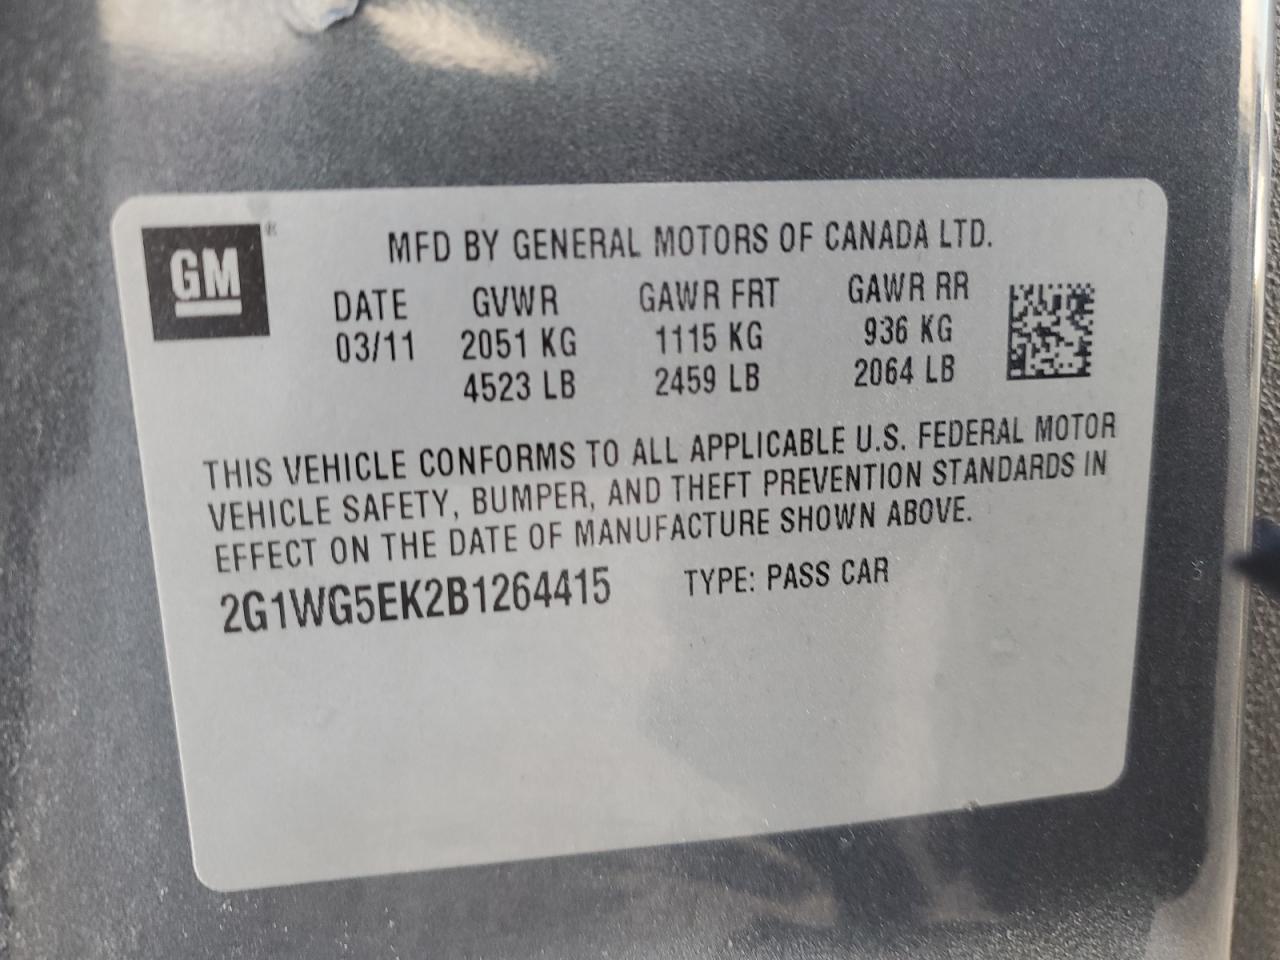 GM®
MFD BY GENERAL MOTORS OF CANADA LTD.
DATE GVWR GAWR FRT GAWR RR
03/11 2051 KG 1115 KG 936 KG
4523 LB 2459 LB 2064 LB
THIS VEHICLE CONFORMS TO ALL APPLICABLE U.S. FEDERAL MOTOR
VEHICLE SAFETY, BUMPER, AND THEFT PREVENTION STANDARDS IN
EFFECT ON THE DATE OF MANUFACTURE SHOWN ABOVE.
2G1WG5EK2B1264415 TYPE: PASS CAR